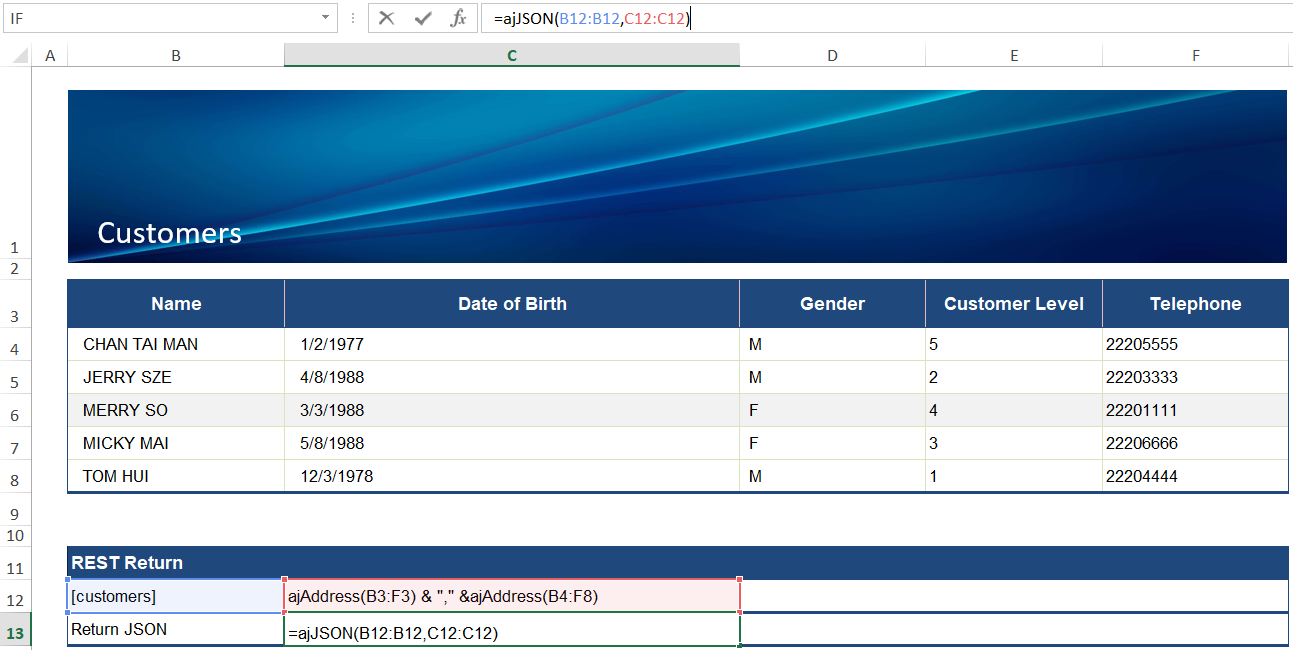 IF =ajJSON(B12:B12,C12:C12)
A B C D E F
Customers
1
2
Name Date of Birth Gender Customer Level Telephone
3
4 CHAN TAI MAN 1/2/1977 M 5 22205555
5 JERRY SZE 4/8/1988 M 2 22203333
6 MERRY SO 3/3/1988 F 4 22201111
7 MICKY MAI 5/8/1988 F 3 22206666
8 TOM HUI 12/3/1978 M 1 22204444
9
10
11 REST Return
12 [customers] ajAddress(B3:F3) & "," &ajAddress(B4:F8)
13 Return JSON =ajJSON(B12:B12,C12:C12)